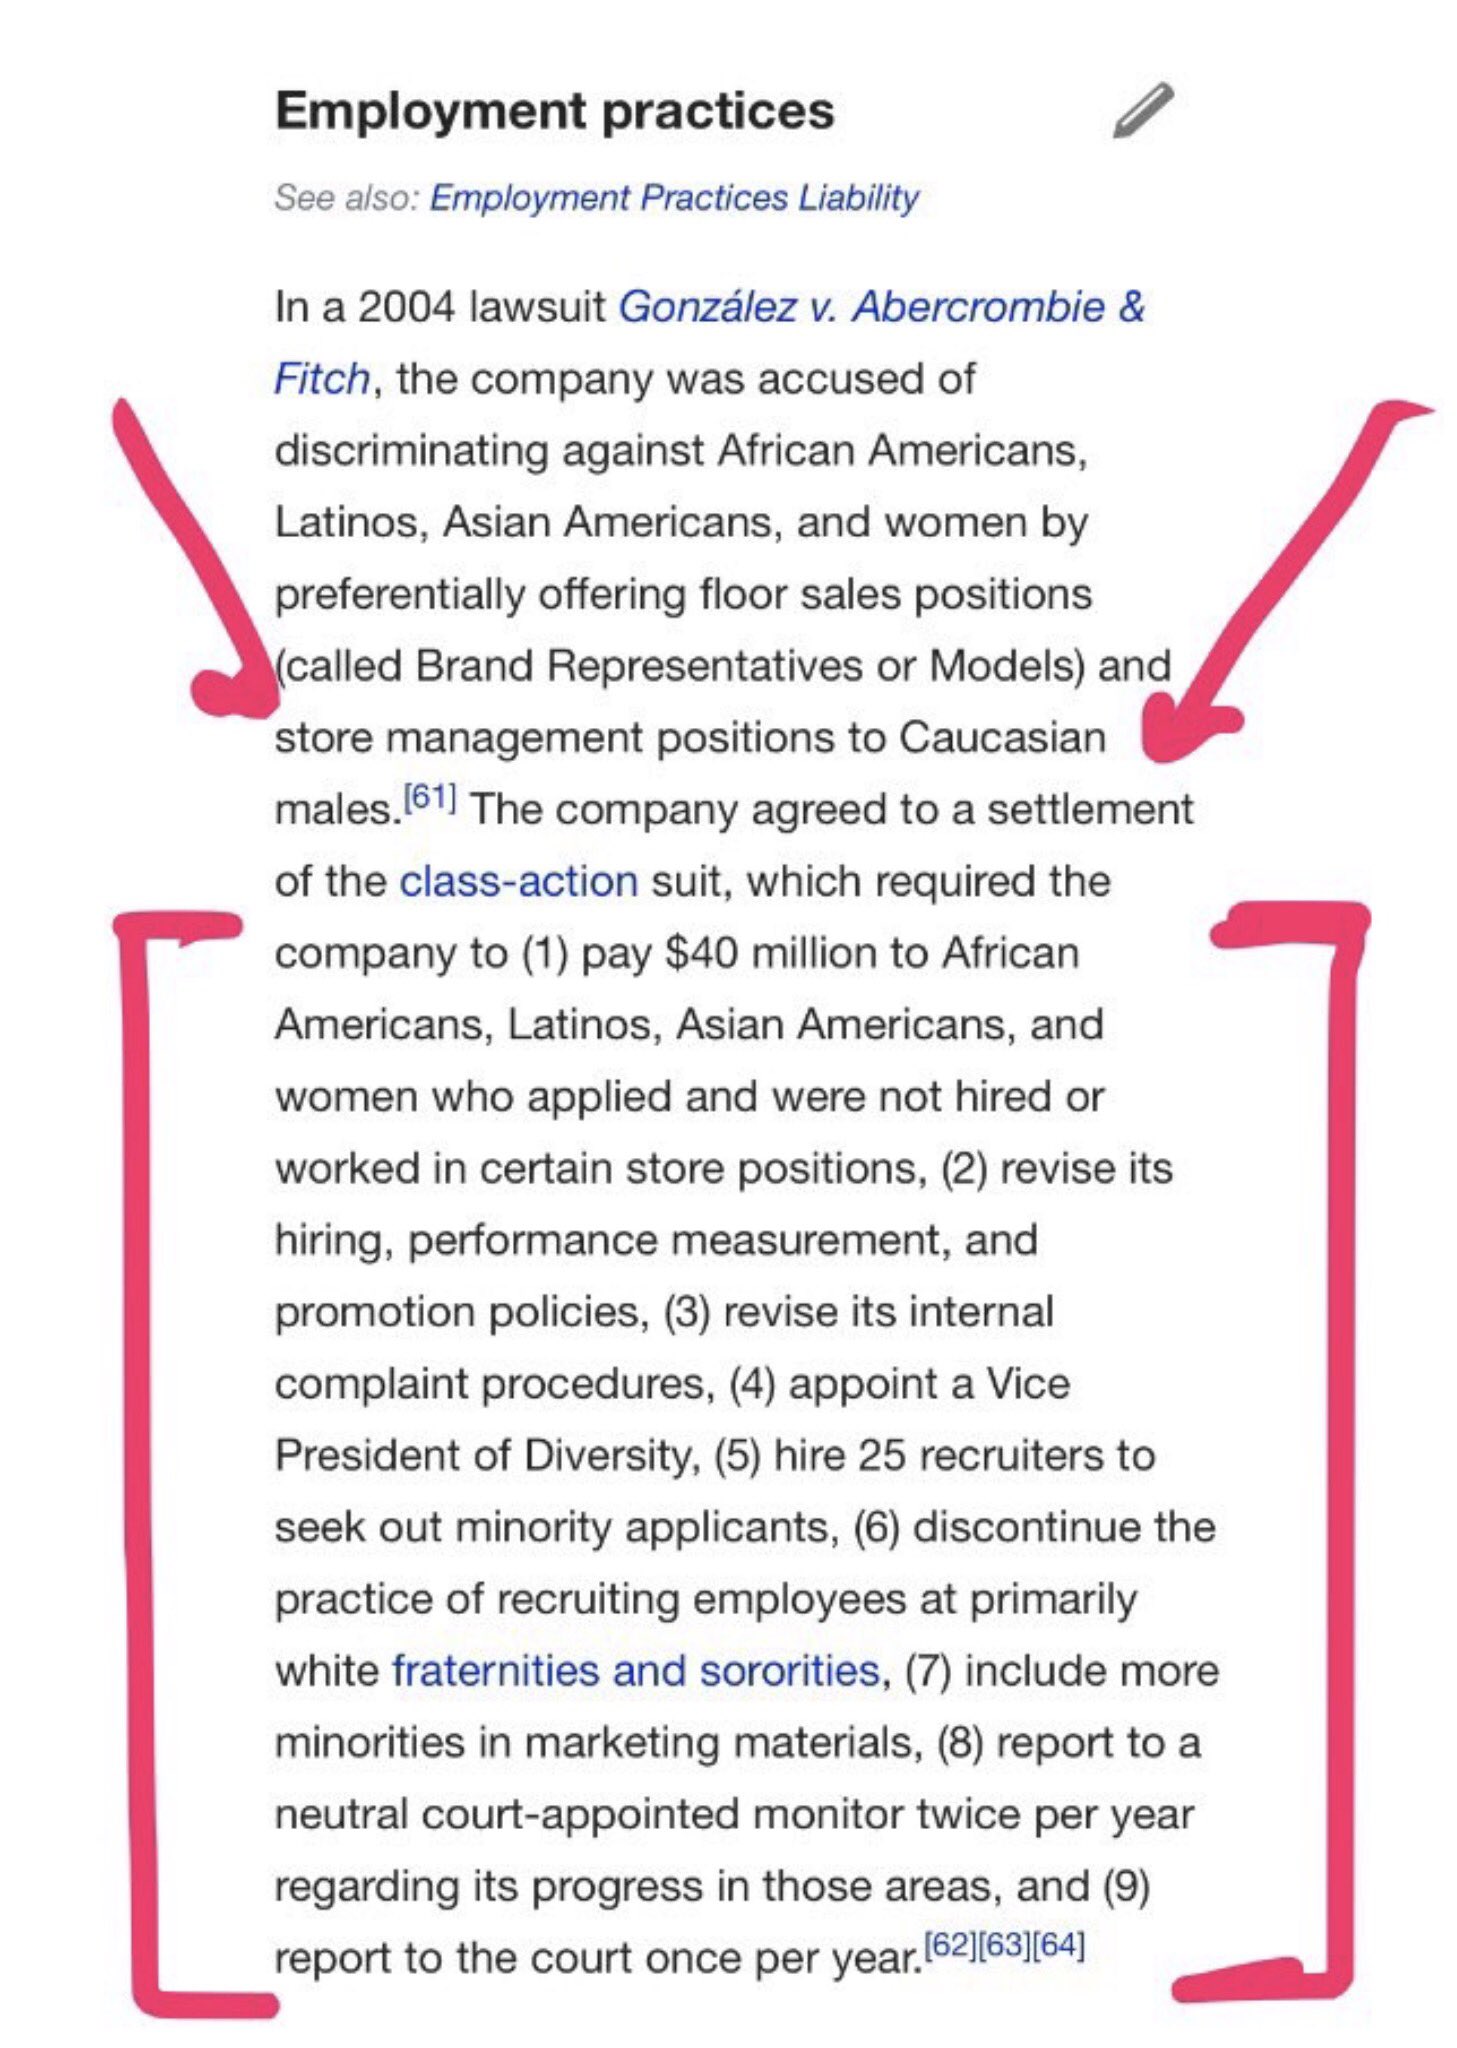 Employment practices
See also: Employment Practices Liability
In a 2004 lawsuit González v. Abercrombie &
Fitch, the company was accused of
discriminating against African Americans,
Latinos, Asian Americans, and women by
preferentially offering floor sales positions
(called Brand Representatives or Models) and
store management positions to Caucasian
males.[61] The company agreed to a settlement
of the class-action suit, which required the
company to (1) pay $40 million to African
Americans, Latinos, Asian Americans, and
women who applied and were not hired or
worked in certain store positions, (2) revise its
hiring, performance measurement, and
promotion policies, (3) revise its internal
complaint procedures, (4) appoint a Vice
President of Diversity, (5) hire 25 recruiters to
seek out minority applicants, (6) discontinue the
practice of recruiting employees at primarily
white fraternities and sororities, (7) include more
minorities in marketing materials, (8) report to a
neutral court-appointed monitor twice per year
regarding its progress in those areas, and (9)
report to the court once per year.[62][63][64]